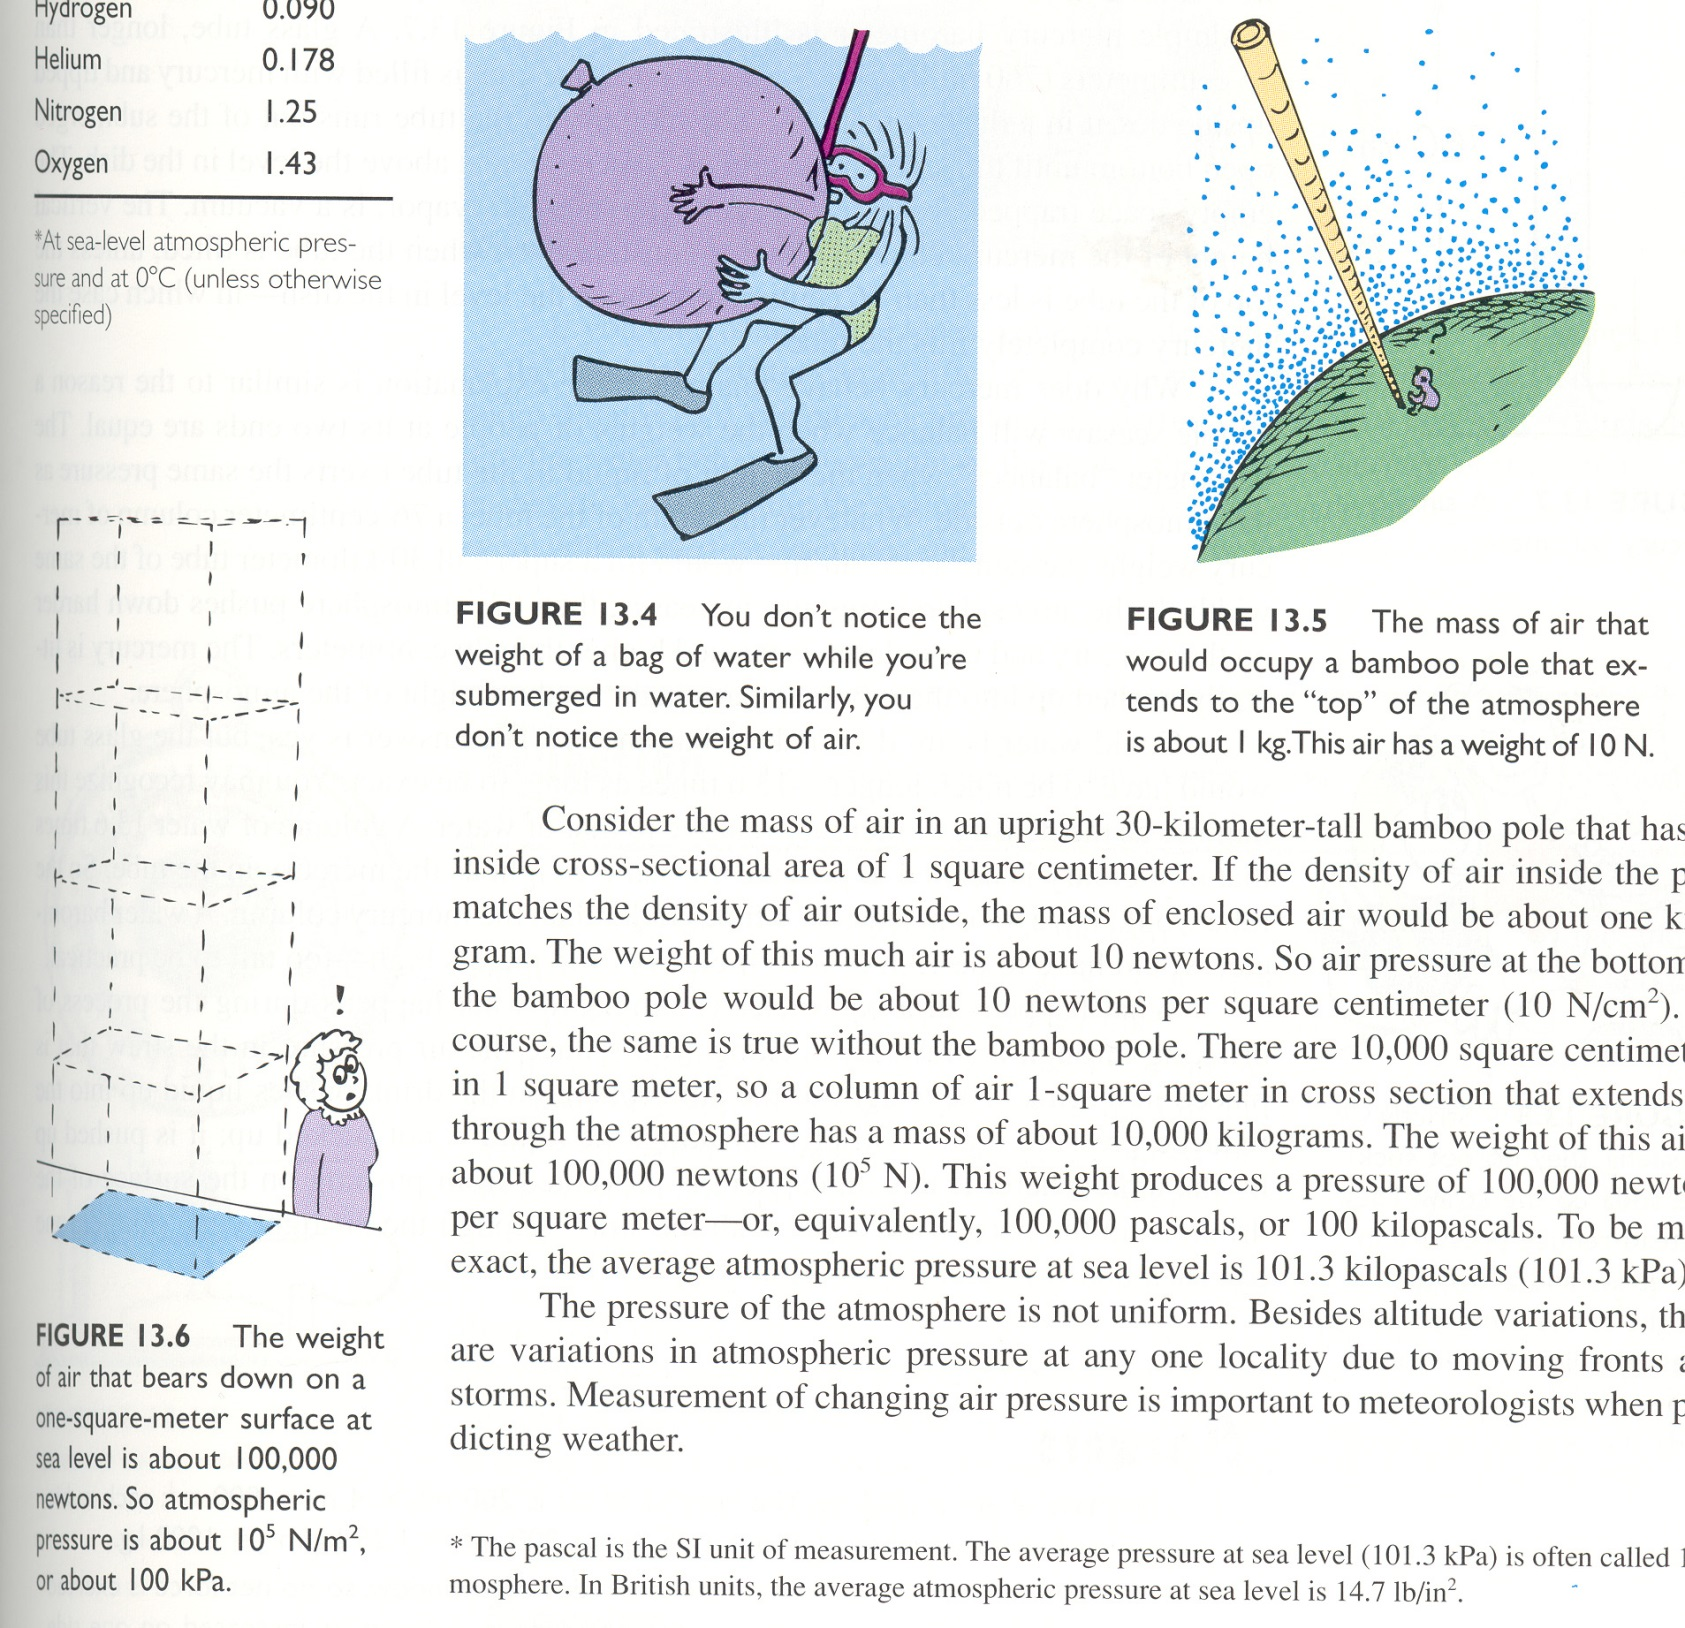 Hydrogen 0.090
Helium 0.178
Nitrogen 1.25
Oxygen 1.43
*At sea-level atmospheric pres-
sure and at 0°C (unless otherwise
specified)
FIGURE 13.4 You don't notice the
weight of a bag of water while you're
submerged in water. Similarly, you
don't notice the weight of air.
?
FIGURE 13.5 The mass of air that
would occupy a bamboo pole that ex-
tends to the "top" of the atmosphere
is about 1 kg. This air has a weight of 10 N.
!
FIGURE 13.6 The weight
of air that bears down on a
one-square-meter surface at
sea level is about 100,000
newtons. So atmospheric
pressure is about 10⁵ N/m²,
or about 100 kPa.
Consider the mass of air in an upright 30-kilometer-tall bamboo pole that has
inside cross-sectional area of 1 square centimeter. If the density of air inside the p
matches the density of air outside, the mass of enclosed air would be about one k
gram. The weight of this much air is about 10 newtons. So air pressure at the bottom
the bamboo pole would be about 10 newtons per square centimeter (10 N/cm²).
course, the same is true without the bamboo pole. There are 10,000 square centimet
in 1 square meter, so a column of air 1-square meter in cross section that extends
through the atmosphere has a mass of about 10,000 kilograms. The weight of this ai
about 100,000 newtons (10⁵ N). This weight produces a pressure of 100,000 newt
per square meter—or, equivalently, 100,000 pascals, or 100 kilopascals. To be m
exact, the average atmospheric pressure at sea level is 101.3 kilopascals (101.3 kPa)
The pressure of the atmosphere is not uniform. Besides altitude variations, th
are variations in atmospheric pressure at any one locality due to moving fronts a
storms. Measurement of changing air pressure is important to meteorologists when p
dicting weather.
* The pascal is the SI unit of measurement. The average pressure at sea level (101.3 kPa) is often called 1
mosphere. In British units, the average atmospheric pressure at sea level is 14.7 lb/in².